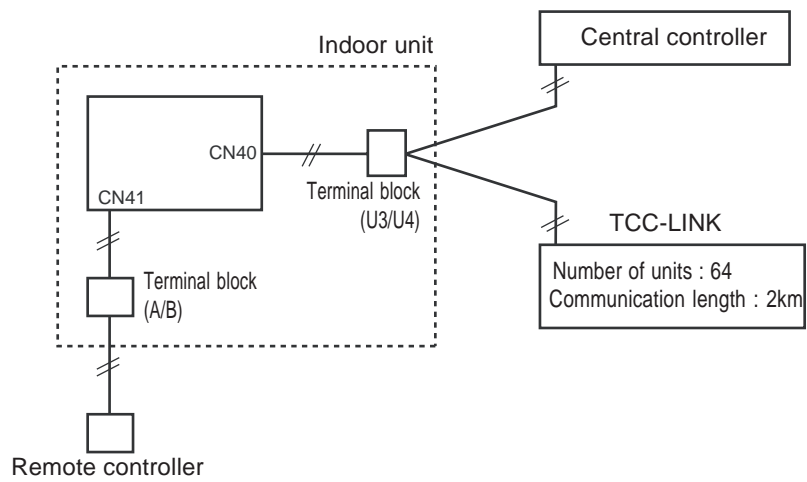 Indoor unit
Central controller
CN40
CN41
Terminal block
(U3/U4)
TCC-LINK
Number of units : 64
Communication length : 2km
Terminal block
(A/B)
Remote controller